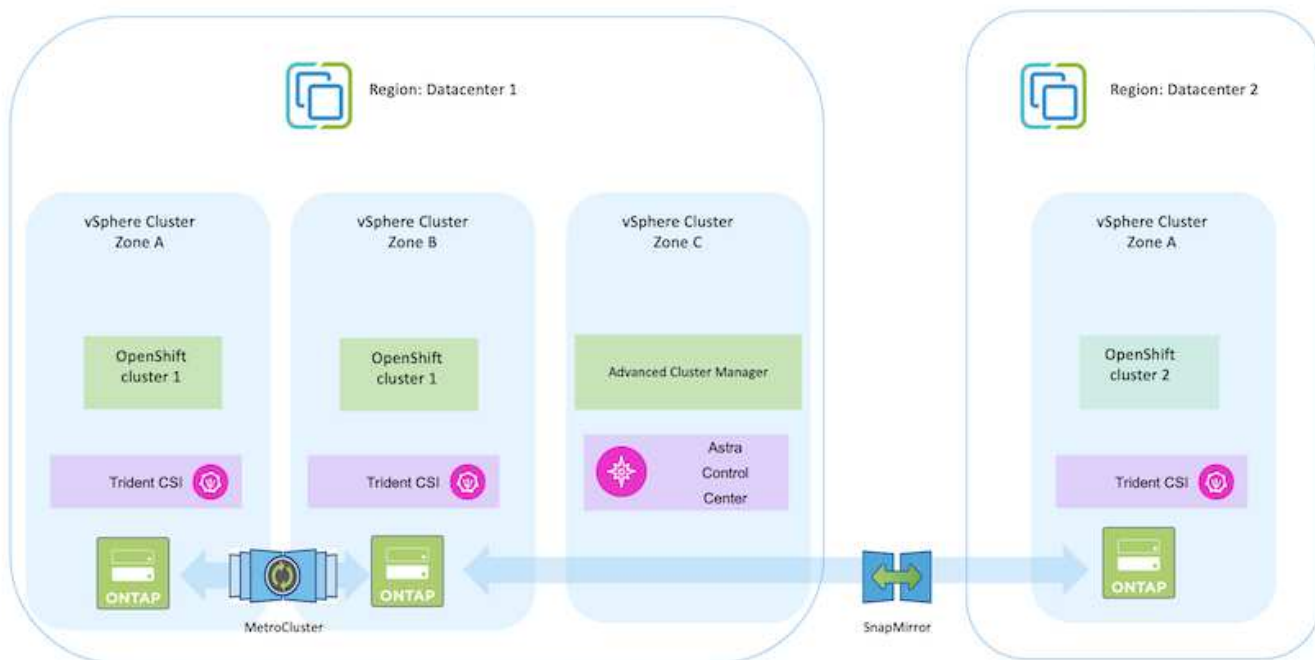 Region: Datacenter 1
Region: Datacenter 2
vSphere Cluster
Zone A
vSphere Cluster
Zone B
vSphere Cluster
Zone C
vSphere Cluster
Zone A
OpenShift
cluster 1
OpenShift
cluster 1
Advanced Cluster Manager
OpenShift
cluster 2
Trident CSI
Trident CSI
Astra
Control
Center
Trident CSI
ONTAP
ONTAP
ONTAP
MetroCluster
SnapMirror